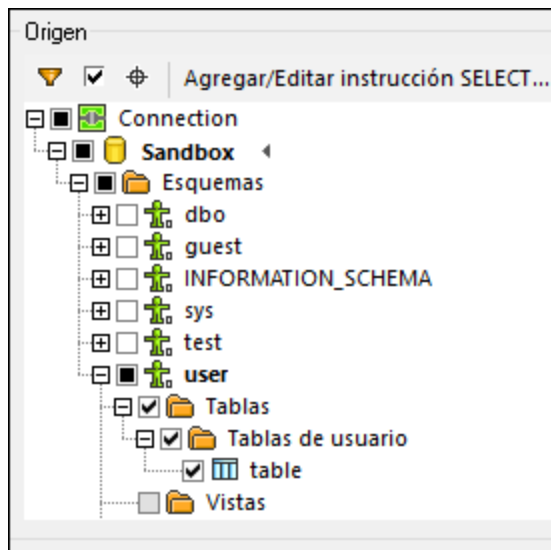 Origen
Agregar/Editar instrucción SELECT...
Connection
Sandbox
Esquemas
dbo
guest
INFORMATION_SCHEMA
sys
test
user
Tablas
Tablas de usuario
table
Vistas